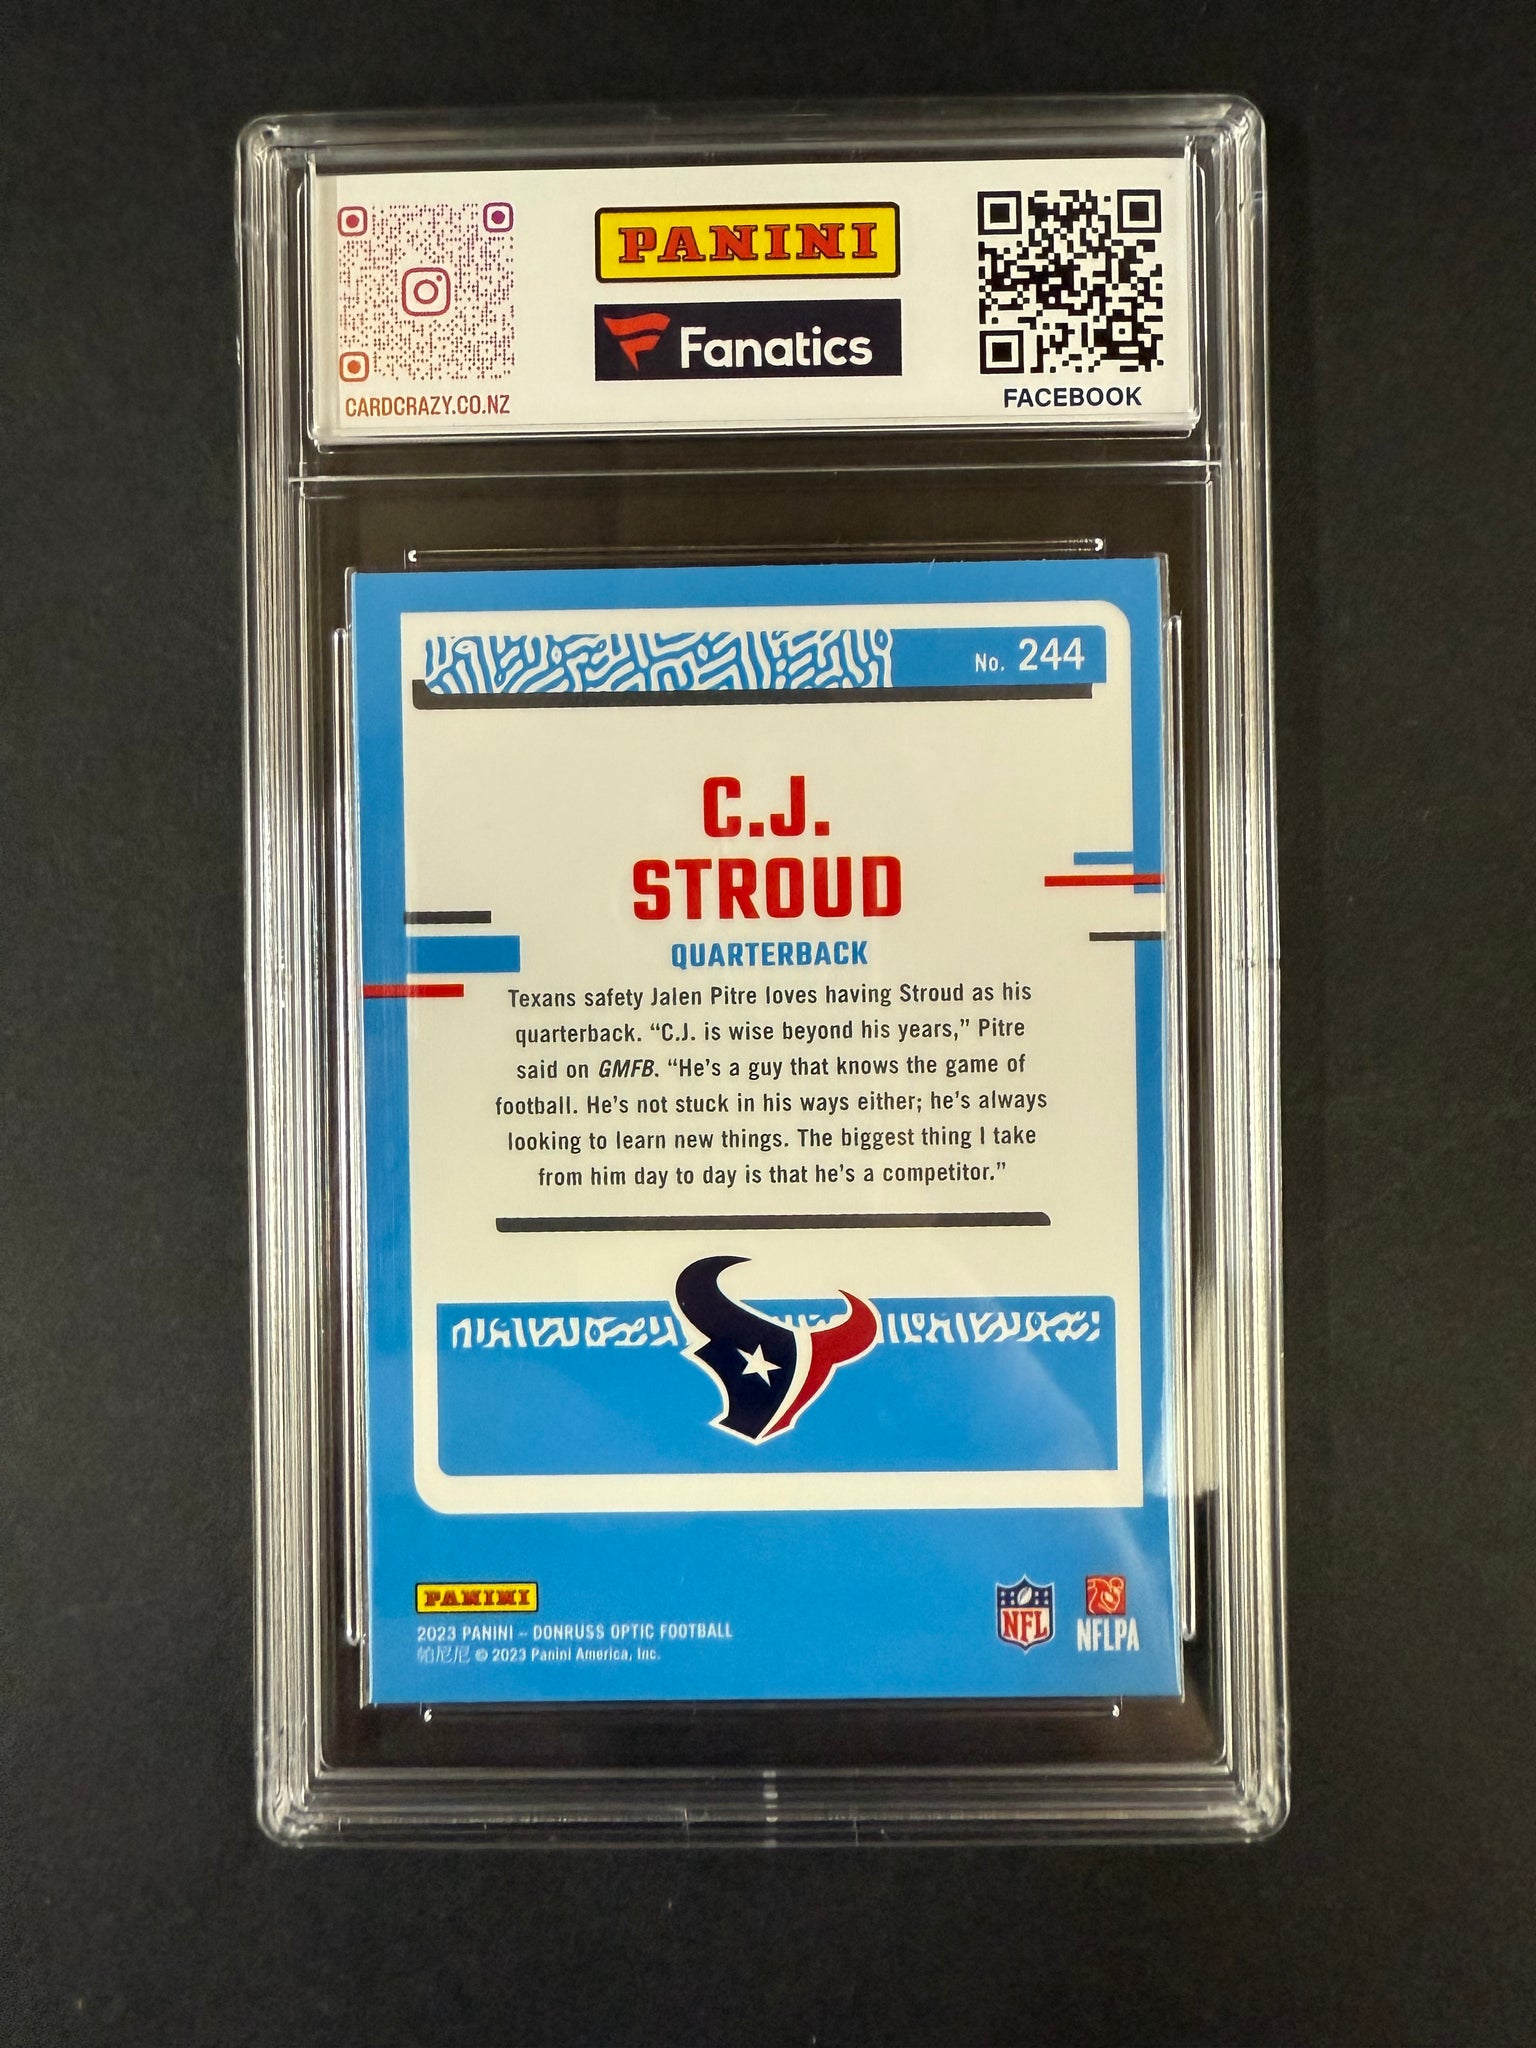 PANINI
Fanatics
CARDCRAZY.CO.NZ
FACEBOOK
No. 244
C.J.
STROUD
QUARTERBACK
Texans safety Jalen Pitre loves having Stroud as his
quarterback. “C.J. is wise beyond his years,” Pitre
said on GMFB. “He’s a guy that knows the game of
football. He’s not stuck in his ways either; he’s always
looking to learn new things. The biggest thing I take
from him day to day is that he’s a competitor.”
PANINI
2023 PANINI – DONRUSS OPTIC FOOTBALL
帕尼尼 © 2023 Panini America, Inc.
NFL
NFLPA